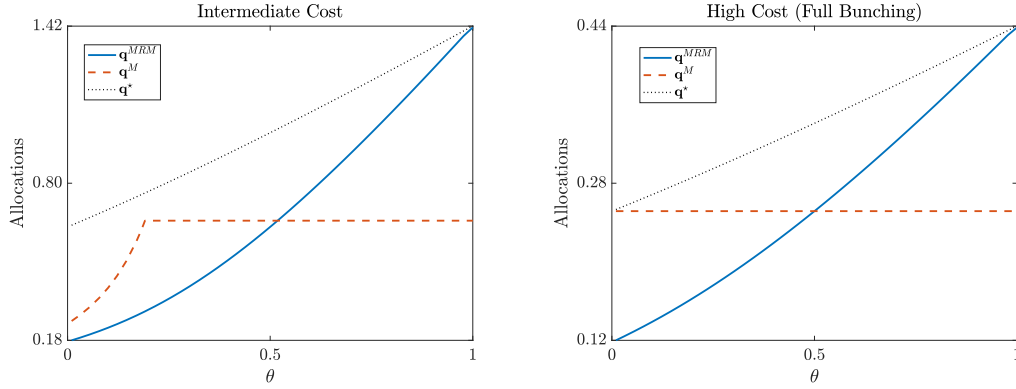 Intermediate Cost
1.42
q^MRM
q^M
q*
Allocations
0.80
0.18
0
0.5
1
θ
High Cost (Full Bunching)
0.44
q^MRM
q^M
q*
Allocations
0.28
0.12
0
0.5
1
θ